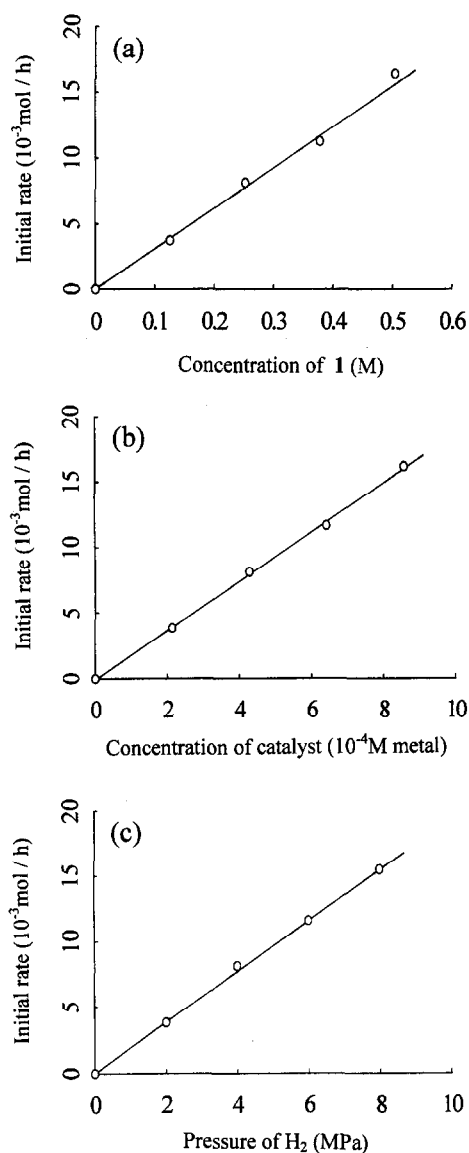 (a)
Initial rate (10⁻³mol / h)
20
15
10
5
0
0 0.1 0.2 0.3 0.4 0.5 0.6
Concentration of 1 (M)
(b)
Initial rate (10⁻³mol / h)
20
15
10
5
0
0 2 4 6 8 10
Concentration of catalyst (10⁻⁴M metal)
(c)
Initial rate (10⁻³mol / h)
20
15
10
5
0
0 2 4 6 8 10
Pressure of H₂ (MPa)